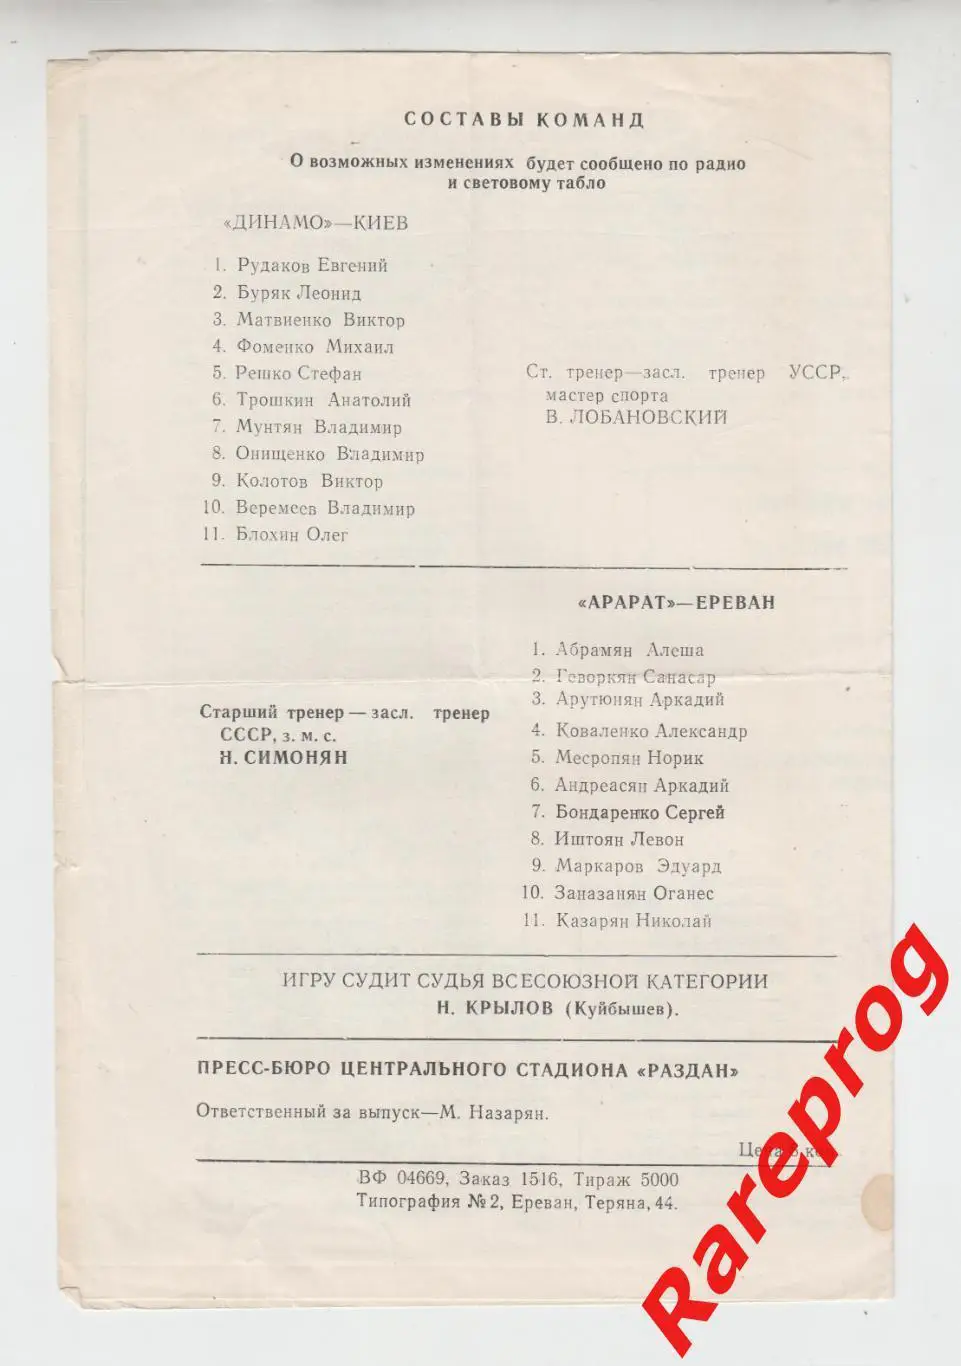 СОСТАВЫ КОМАНД
О возможных изменениях будет сообщено по радио
и световому табло
«ДИНАМО»—КИЕВ
1. Рудаков Евгений
2. Буряк Леонид
3. Матвиенко Виктор
4. Фоменко Михаил
5. Решко Стефан
6. Трошкин Анатолий
7. Мунтян Владимир
8. Онищенко Владимир
9. Колотов Виктор
10. Веремеев Владимир
11. Блохин Олег
Ст. тренер—засл. тренер УССР,
мастер спорта
В. ЛОБАНОВСКИЙ
«АРАРАТ»—ЕРЕВАН
1. Абрамян Алеша
2. Геворкян Санасар
3. Арутюнян Аркадий
4. Коваленко Александр
5. Месропян Норик
6. Андреасян Аркадий
7. Бондаренко Сергей
8. Иштоян Левон
9. Маркаров Эдуард
10. Заназанян Оганес
11. Казарян Николай
Старший тренер — засл. тренер
СССР, з. м. с.
Н. СИМОНЯН
ИГРУ СУДИТ СУДЬЯ ВСЕСОЮЗНОЙ КАТЕГОРИИ
Н. КРЫЛОВ (Куйбышев).
ПРЕСС-БЮРО ЦЕНТРАЛЬНОГО СТАДИОНА «РАЗДАН»
Ответственный за выпуск—М. Назарян.
Цена
ВФ 04669, Заказ 1516, Тираж 5000
Типография №2, Ереван, Теряна, 44.
Rareprog